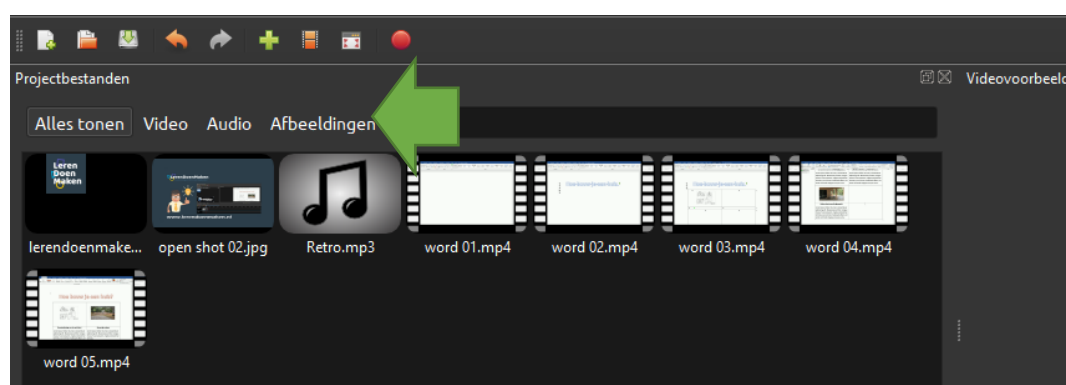 Projectbestanden
Videovoorbeeld
Alles tonen Video Audio Afbeeldingen
Leren
Doen
Maken
lerendoenmake... open shot 02.jpg Retro.mp3 word 01.mp4 word 02.mp4 word 03.mp4 word 04.mp4
word 05.mp4